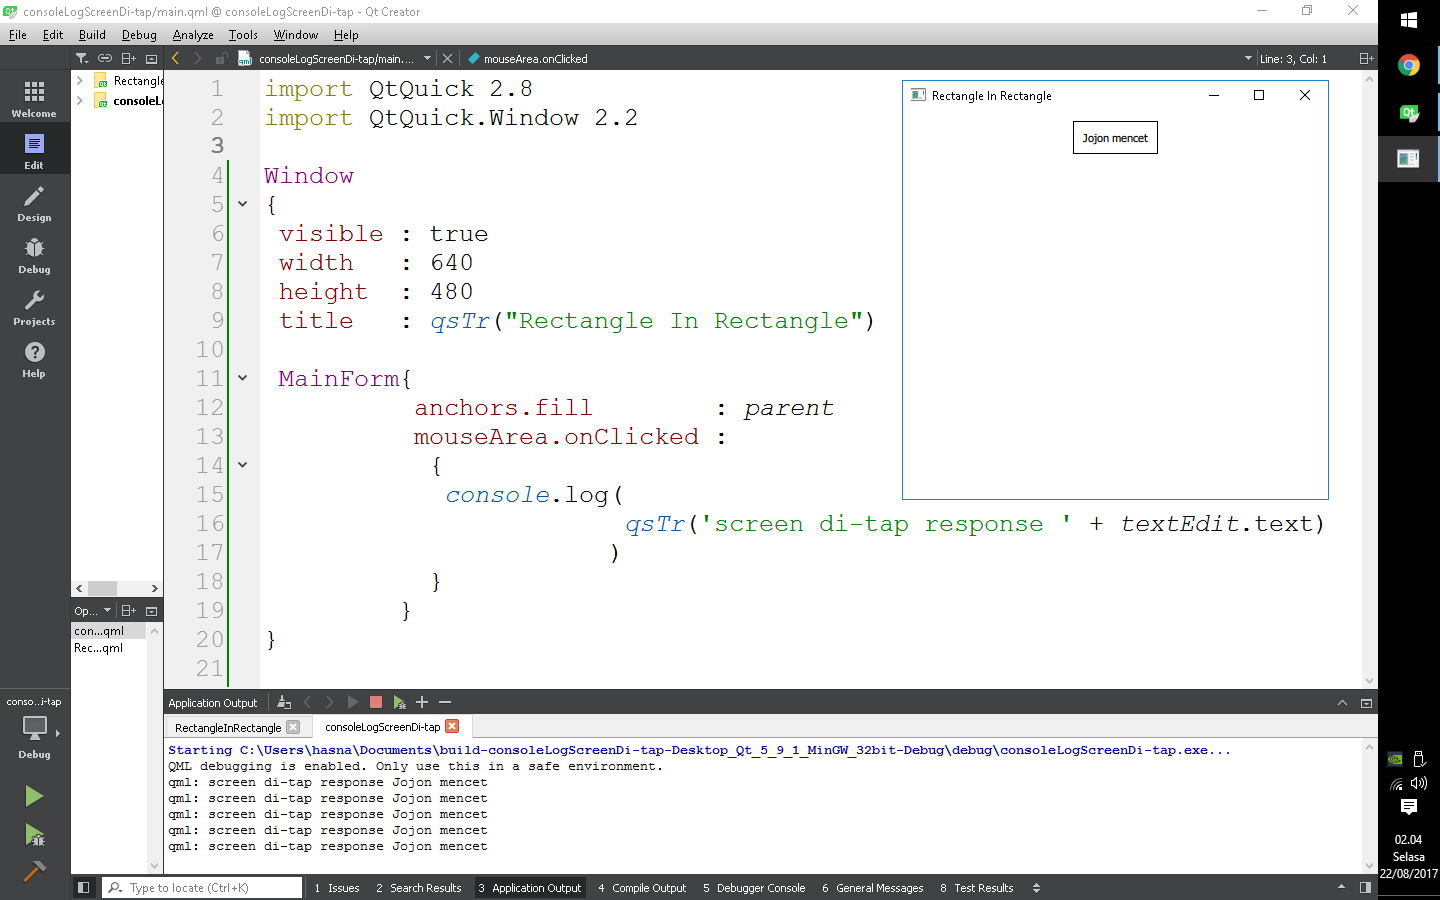 consoleLogScreenDi-tap/main.qml @ consoleLogScreenDi-tap - Qt Creator
File Edit Build Debug Analyze Tools Window Help
consoleLogScreenDi-tap/main.... mouseArea.onClicked Line: 3, Col: 1
Welcome
Edit
Design
Debug
Projects
Help
Rectangle
consoleL
1 import QtQuick 2.8
2 import QtQuick.Window 2.2
3
4 Window
5 {
6 visible : true
7 width : 640
8 height : 480
9 title : qsTr("Rectangle In Rectangle")
10
11 MainForm{
12 anchors.fill : parent
13 mouseArea.onClicked :
14 {
15 console.log(
16 qsTr('screen di-tap response ' + textEdit.text)
17 )
18 }
19 }
20 }
21
Rectangle In Rectangle
Jojon mencet
Op...
con...qml
Rec...qml
conso...i-tap
Debug
Application Output
RectangleInRectangle consoleLogScreenDi-tap
Starting C:\Users\hasna\Documents\build-consoleLogScreenDi-tap-Desktop_Qt_5_9_1_MinGW_32bit-Debug\debug\consoleLogScreenDi-tap.exe...
QML debugging is enabled. Only use this in a safe environment.
qml: screen di-tap response Jojon mencet
qml: screen di-tap response Jojon mencet
qml: screen di-tap response Jojon mencet
qml: screen di-tap response Jojon mencet
qml: screen di-tap response Jojon mencet
Type to locate (Ctrl+K) 1 Issues 2 Search Results 3 Application Output 4 Compile Output 5 Debugger Console 6 General Messages 8 Test Results
02.04
Selasa
22/08/2017